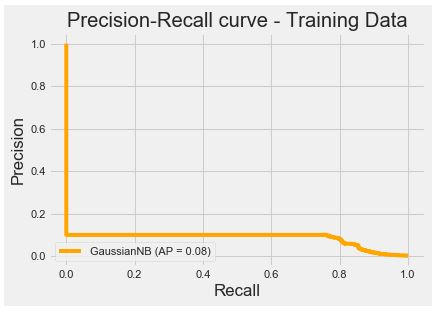 Precision-Recall curve - Training Data
1.0
0.8
0.6
0.4
0.2
0.0
Precision
GaussianNB (AP = 0.08)
0.0 0.2 0.4 0.6 0.8 1.0
Recall